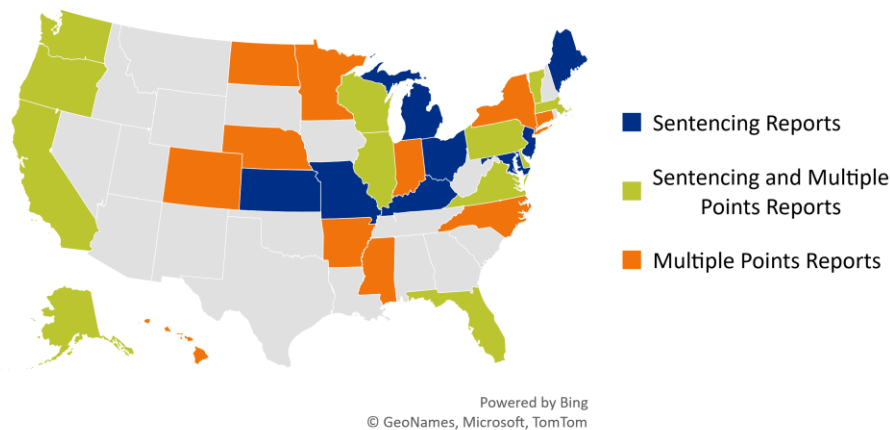 Sentencing Reports
Sentencing and Multiple
Points Reports
Multiple Points Reports
Powered by Bing
© GeoNames, Microsoft, TomTom